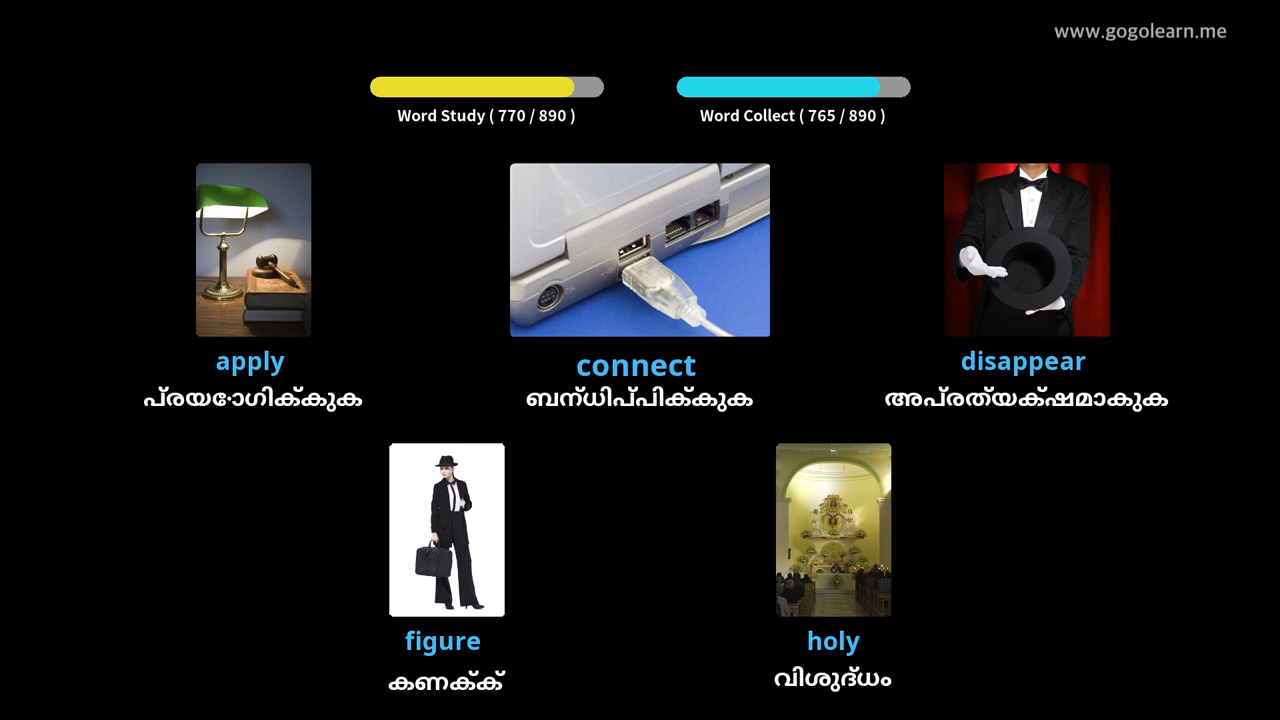 www.gogolearn.me
Word Study ( 770 / 890 )
Word Collect ( 765 / 890 )
apply
പ്രയോഗിക്കുക
connect
ബന്ധിപ്പിക്കുക
disappear
അപ്രത്യക്ഷമാകുക
figure
കണക്ക്
holy
വിശുദ്ധം